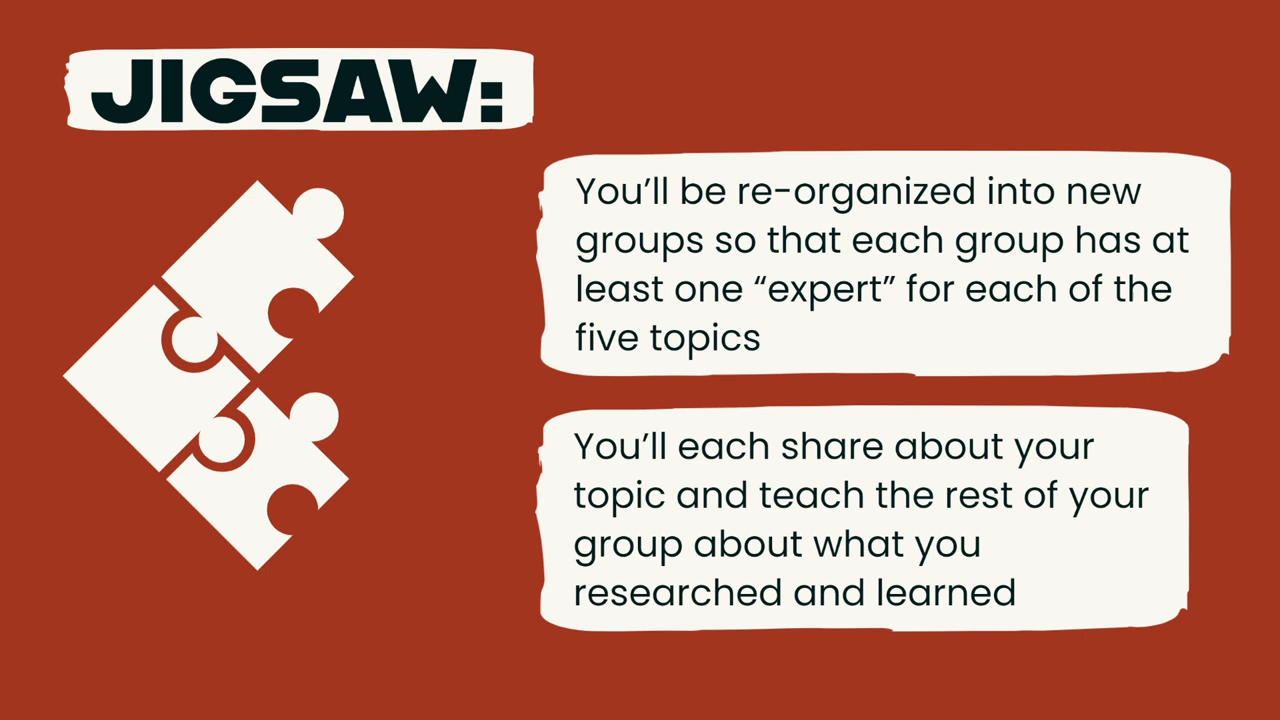 JIGSAW:
You’ll be re-organized into new
groups so that each group has at
least one “expert” for each of the
five topics
You’ll each share about your
topic and teach the rest of your
group about what you
researched and learned